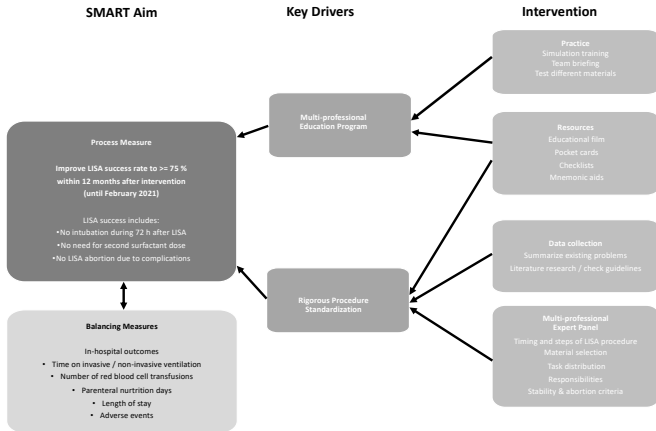 SMART Aim
Key Drivers
Intervention
Process Measure
Improve LISA success rate to >= 75 %
within 12 months after intervention
(until February 2021)
LISA success includes:
•No intubation during 72 h after LISA
•No need for second surfactant dose
•No LISA abortion due to complications
Balancing Measures
In-hospital outcomes
• Time on invasive / non-invasive ventilation
• Number of red blood cell transfusions
• Parenteral nurtrition days
• Length of stay
• Adverse events
Multi-professional
Education Program
Rigorous Procedure
Standardization
Practice
Simulation training
Team briefing
Test different materials
Resources
Educational film
Pocket cards
Checklists
Mnemonic aids
Data collection
Summarize existing problems
Literature research / check guidelines
Multi-professional
Expert Panel
Timing and steps of LISA procedure
Material selection
Task distribution
Responsibilities
Stability & abortion criteria